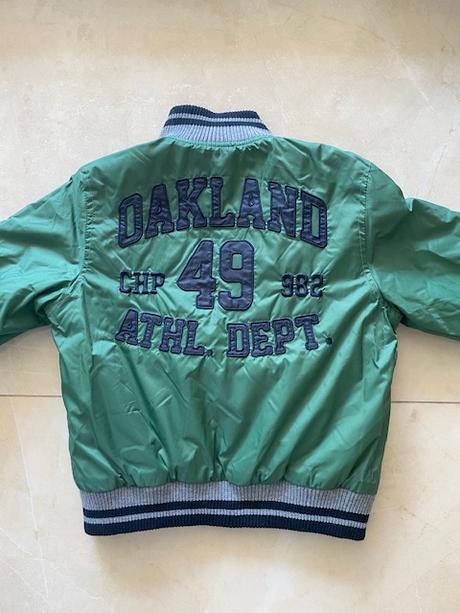 OAKLAND
CHP 49 982
ATHL. DEPT.